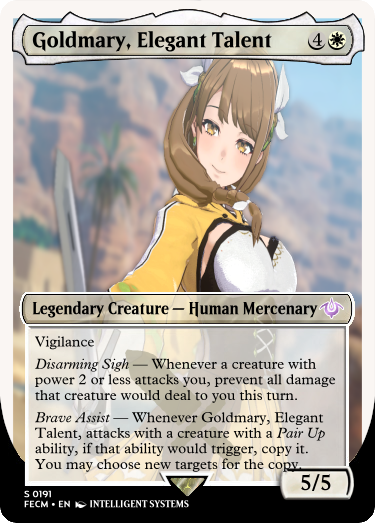 Goldmary, Elegant Talent 4
Legendary Creature — Human Mercenary
Vigilance
Disarming Sigh — Whenever a creature with
power 2 or less attacks you, prevent all damage
that creature would deal to you this turn.
Brave Assist — Whenever Goldmary, Elegant
Talent, attacks with a creature with a Pair Up
ability, if that ability would trigger, copy it.
You may choose new targets for the copy.
5/5
S 0191
FECM • EN INTELLIGENT SYSTEMS